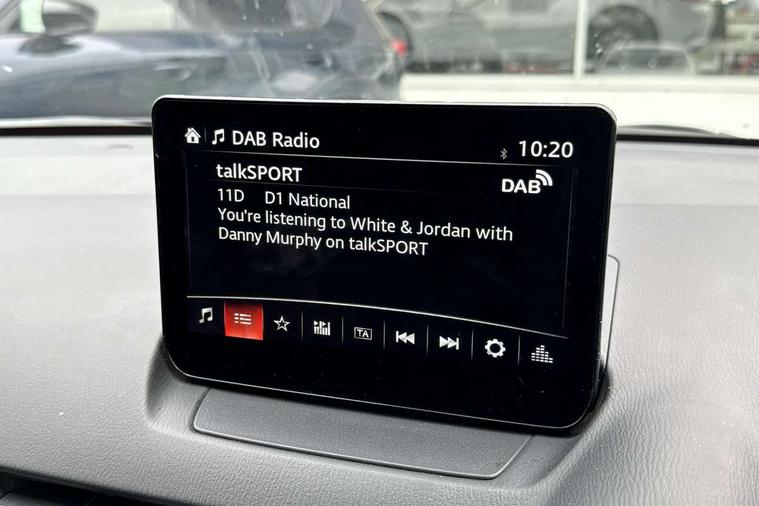 DAB Radio
10:20
talkSPORT
DAB
11D D1 National
You're listening to White & Jordan with
Danny Murphy on talkSPORT
TA